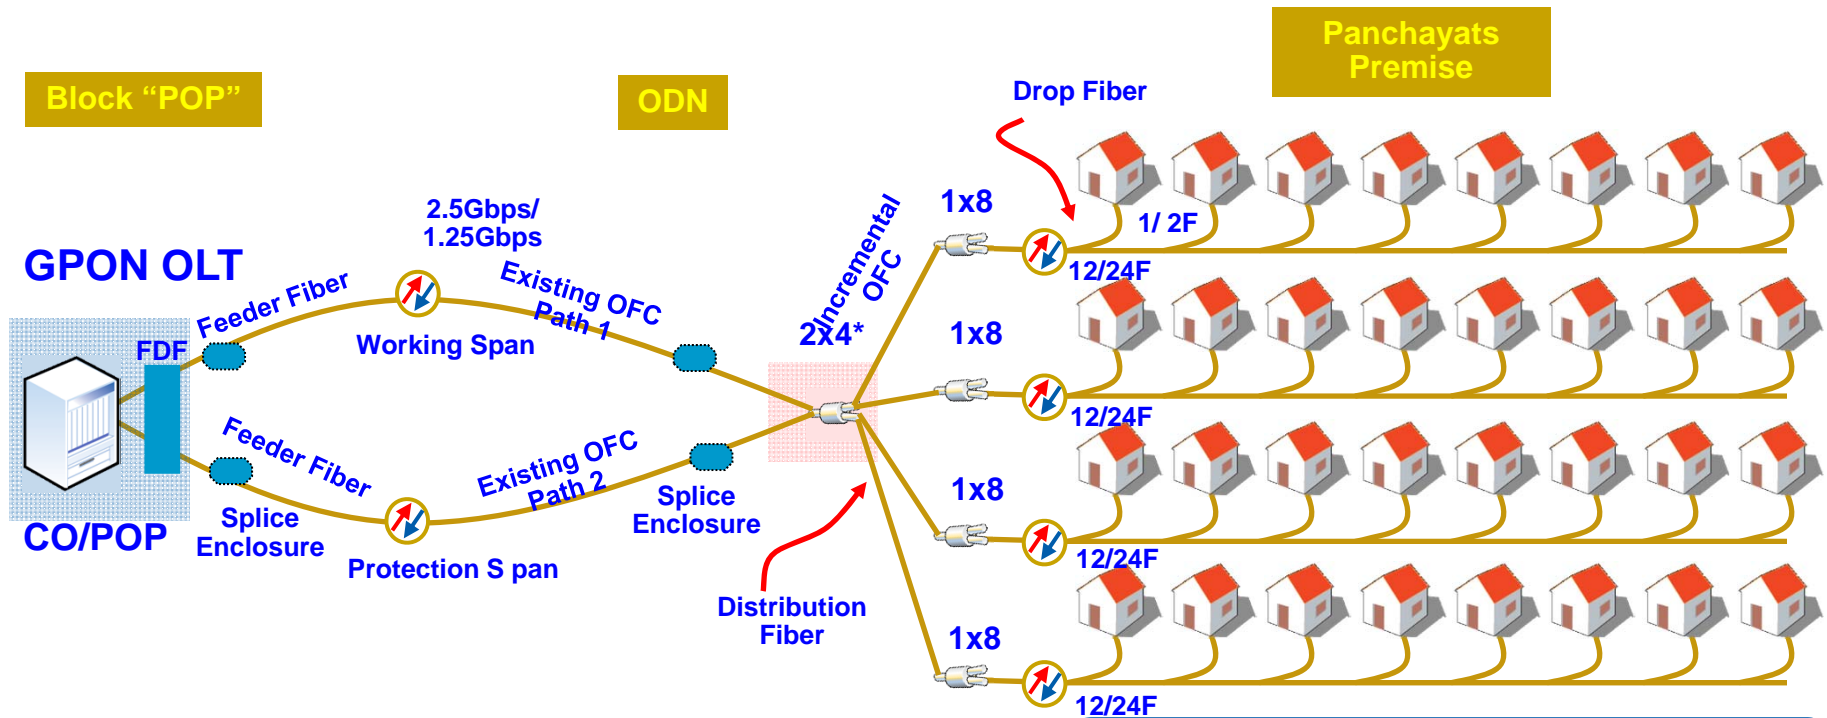 Panchayats
Premise
Block “POP”
ODN
Drop Fiber
2.5Gbps/
1.25Gbps
GPON OLT
Feeder Fiber
Existing OFC
Path 1
Incremental
OFC
1x8
1/ 2F
12/24F
FDF
Working Span
2x4*
1x8
12/24F
Feeder Fiber
Existing OFC
Path 2
Splice
Enclosure
1x8
CO/POP
Splice
Enclosure
Protection S pan
12/24F
Distribution
Fiber
1x8
12/24F